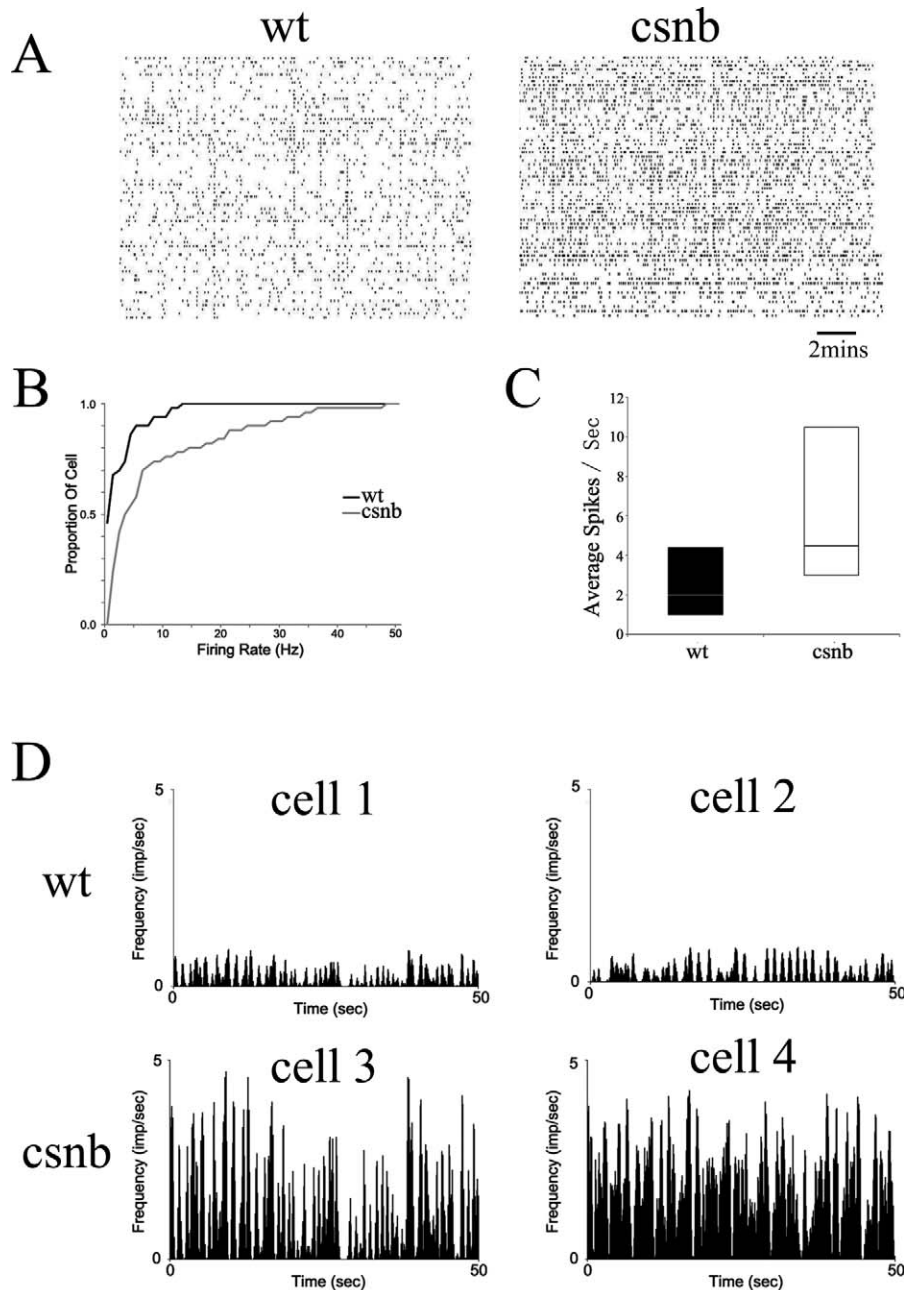 A
wt
csnb
2mins
B
Proportion Of Cell
1.0
0.5
0.0
0 10 20 30 40 50
Firing Rate (Hz)
wt
csnb
C
Average Spikes / Sec
12
10
8
6
4
2
0
wt
csnb
D
wt
cell 1
Frequency (imp/sec)
5
0
0 50
Time (sec)
cell 2
Frequency (imp/sec)
5
0
0 50
Time (sec)
csnb
cell 3
Frequency (imp/sec)
5
0
0 50
Time (sec)
cell 4
Frequency (imp/sec)
5
0
0 50
Time (sec)